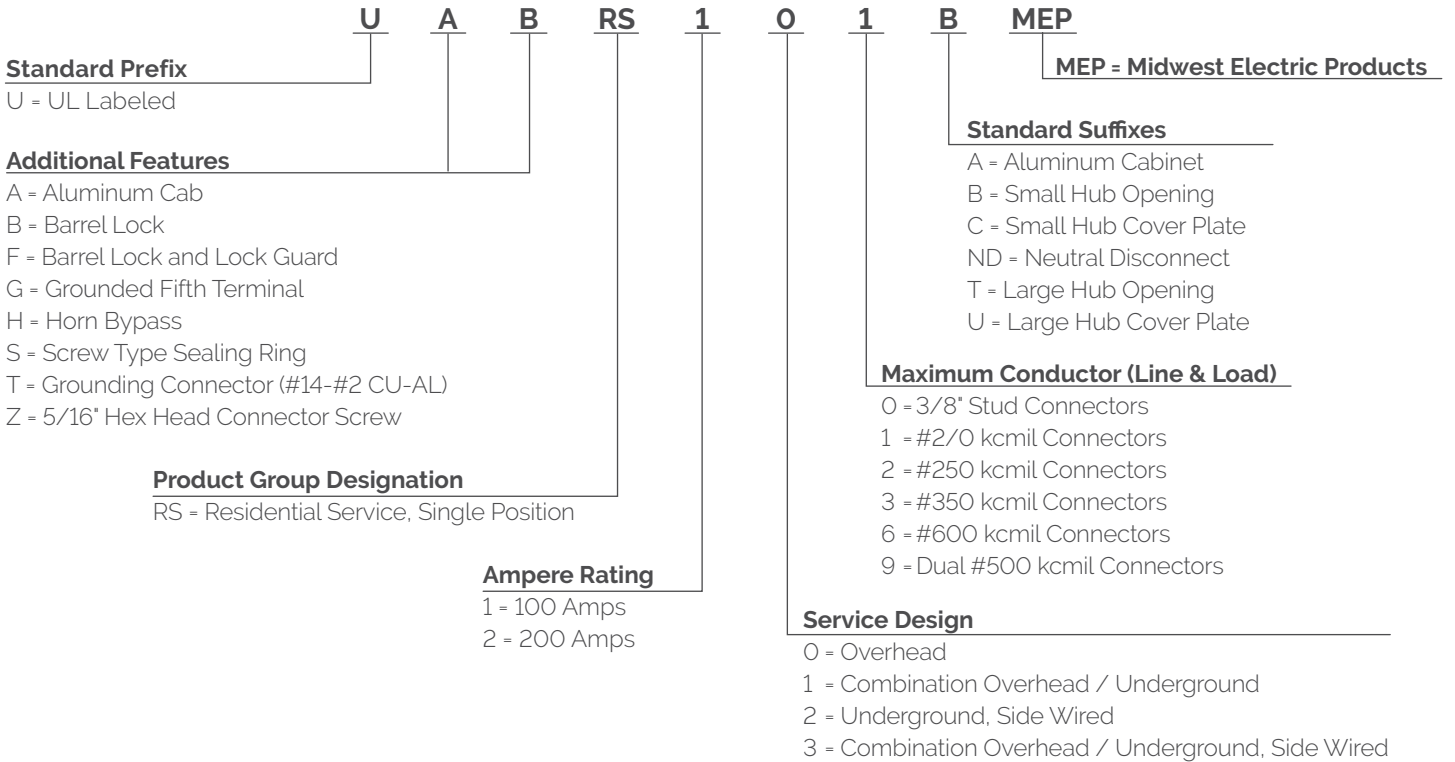 U A B RS 1 0 1 B MEP
Standard Prefix
U = UL Labeled
MEP = Midwest Electric Products
Additional Features
A = Aluminum Cab
B = Barrel Lock
F = Barrel Lock and Lock Guard
G = Grounded Fifth Terminal
H = Horn Bypass
S = Screw Type Sealing Ring
T = Grounding Connector (#14-#2 CU-AL)
Z = 5/16" Hex Head Connector Screw
Standard Suffixes
A = Aluminum Cabinet
B = Small Hub Opening
C = Small Hub Cover Plate
ND = Neutral Disconnect
T = Large Hub Opening
U = Large Hub Cover Plate
Maximum Conductor (Line & Load)
0 = 3/8" Stud Connectors
1 = #2/0 kcmil Connectors
2 = #250 kcmil Connectors
3 = #350 kcmil Connectors
6 = #600 kcmil Connectors
9 = Dual #500 kcmil Connectors
Product Group Designation
RS = Residential Service, Single Position
Ampere Rating
1 = 100 Amps
2 = 200 Amps
Service Design
0 = Overhead
1 = Combination Overhead / Underground
2 = Underground, Side Wired
3 = Combination Overhead / Underground, Side Wired